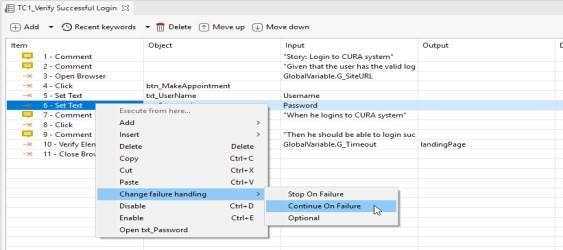 TC1_Verify Successful Login
Add Recent keywords Delete Move up Move down
Item Object Input Output D
1 - Comment "Story: Login to CURA system"
2 - Comment "Given that the user has the valid log
3 - Open Browser GlobalVariable.G_SiteURL
4 - Click btn_MakeAppointment
5 - Set Text txt_UserName Username
6 - Set Text Password
7 - Comment "When he logins to CURA system"
8 - Click
9 - Comment "Then he should be able to login suc
10 - Verify Elem GlobalVariable.G_Timeout landingPage
11 - Close Brow
Execute from here...
Add
Insert
Delete Delete
Copy Ctrl+C
Cut Ctrl+X
Paste Ctrl+V
Change failure handling
Disable Ctrl+D
Enable Ctrl+E
Open txt_Password
Stop On Failure
Continue On Failure
Optional